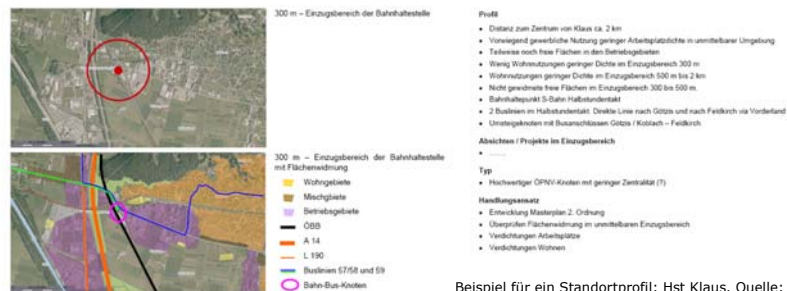 300 m – Einzugsbereich der Bahnhaltestelle
300 m – Einzugsbereich der Bahnhaltestelle
mit Flächenwidmung
Wohngebiete
Mischgbiete
Betriebsgebiete
ÖBB
A 14
L 190
Buslinien 57/58 und 59
Bahn-Bus-Knoten
Profil
• Distanz zum Zentrum von Klaus ca. 2 km
• Vorwiegend gewerbliche Nutzung geringer Arbeitsplatzdichte in unmittelbarer Umgebung
• Teilweise noch freie Flächen in den Betriebsgebieten
• Wenig Wohnnutzungen geringer Dichte im Einzugsbereich 300 m
• Wohnnutzungen geringer Dichte im Einzugsbereich 500 m bis 2 km
• Nicht gewidmete freie Flächen im Einzugsbereich 300 bis 500 m.
• Bahnhaltepunkt S-Bahn Halbstundentakt
• 2 Buslinien im Halbstundentakt. Direkte Linie nach Götzis und nach Feldkirch via Vorderland
• Umsteigeknoten mit Busanschlüssen Götzis / Koblach – Feldkirch.
Absichten / Projekte im Einzugsbereich
• ........
Typ
• Hochwertiger ÖPNV-Knoten mit geringer Zentralität (?)
Handlungsansatz
• Entwicklung Masterplan 2. Ordnung
• Überprüfen Flächenwidmung im unmittelbaren Einzugsbereich
• Verdichtungen Arbeitsplätze
• Verdichtungen Wohnen
Beispiel für ein Standortprofil: Hst Klaus. Quelle: